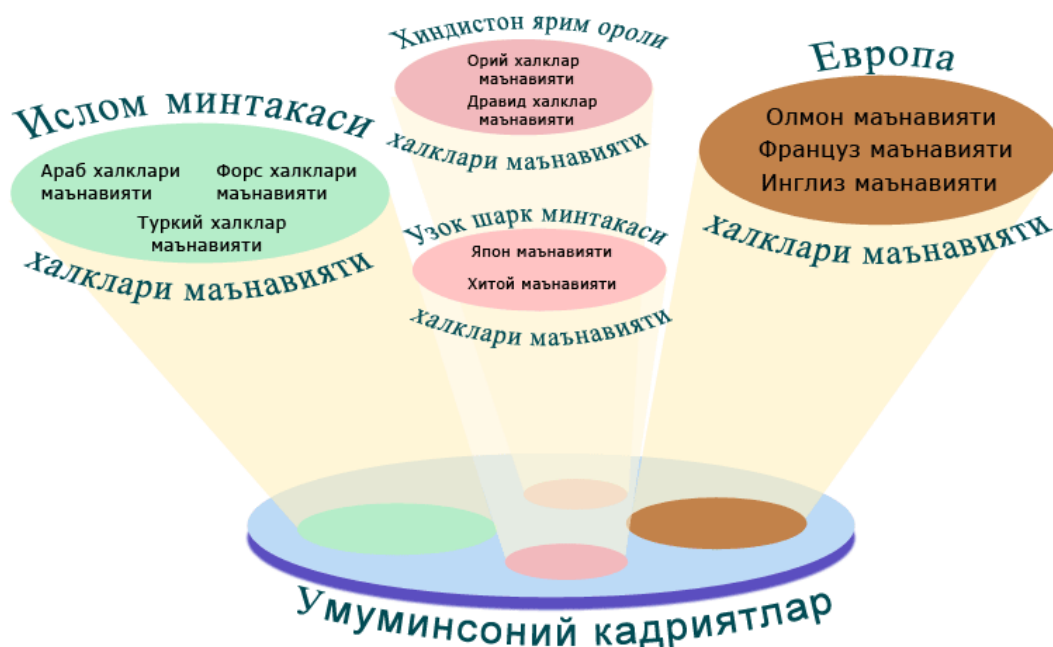 Ислом минтакаси
Араб халклари
маънавияти
Форс халклари
маънавияти
Туркий халклар
маънавияти
халклари маънавияти
Хиндистон ярим ороли
Орий халклар
маънавияти
Дравид халклар
маънавияти
халклари маънавияти
Узок шарк минтакаси
Япон маънавияти
Хитой маънавияти
халклари маънавияти
Европа
Олмон маънавияти
Француз маънавияти
Инглиз маънавияти
халклари маънавияти
Умуминсоний кадриятлар